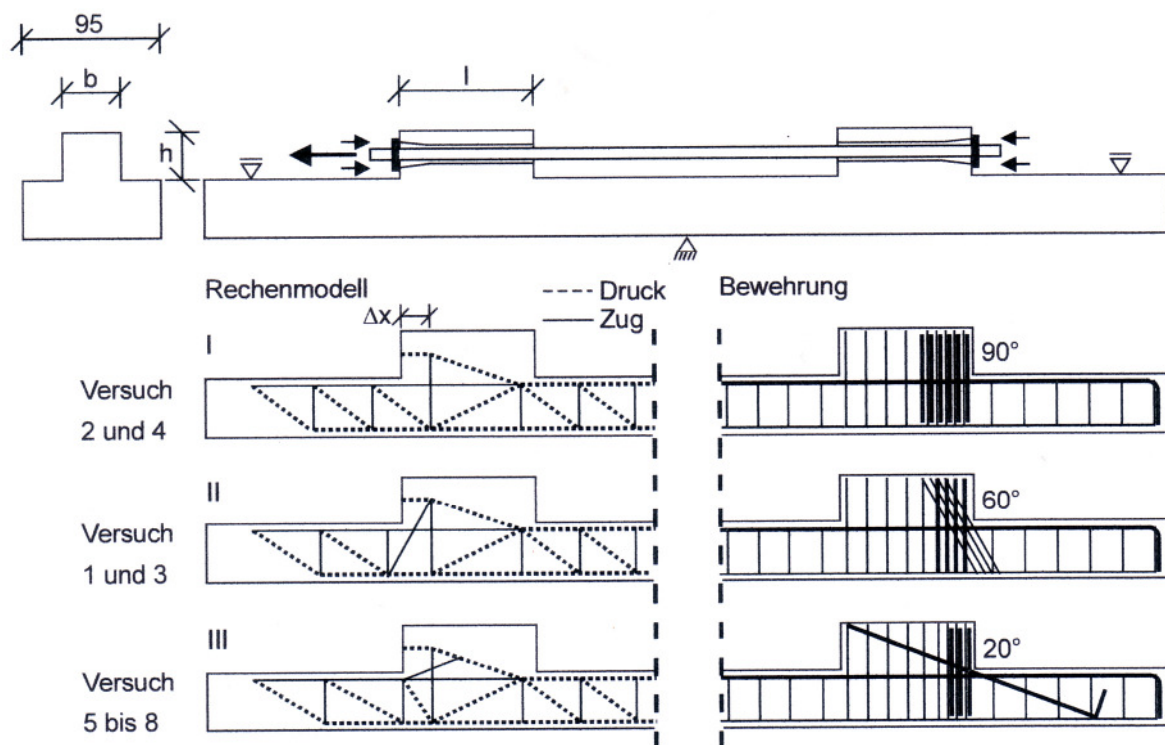 95
b
l
h
Rechenmodell
Druck
Zug
Bewehrung
Δx
I
Versuch
2 und 4
90°
II
Versuch
1 und 3
60°
III
Versuch
5 bis 8
20°